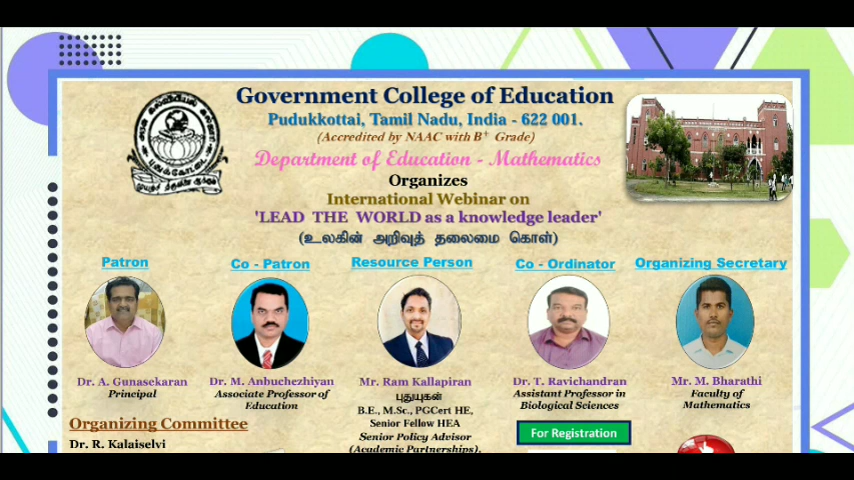 Government College of Education
Pudukkottai, Tamil Nadu, India - 622 001.
(Accredited by NAAC with B+ Grade)
Department of Education - Mathematics
Organizes
International Webinar on
'LEAD THE WORLD as a knowledge leader'
(உலகின் அறிவுத் தலைமை கொள்)
Patron
Co - Patron
Resource Person
Co - Ordinator
Organizing Secretary
Dr. A. Gunasekaran
Principal
Dr. M. Anbuchezhiyan
Associate Professor of
Education
Mr. Ram Kallapiran
புதுயுகன்
B.E., M.Sc., PGCert HE,
Senior Fellow HEA
Senior Policy Advisor
(Academic Partnerships),
Dr. T. Ravichandran
Assistant Professor in
Biological Sciences
Mr. M. Bharathi
Faculty of
Mathematics
Organizing Committee
Dr. R. Kalaiselvi
For Registration